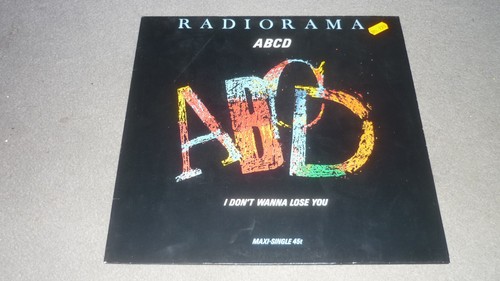 RADIORAMA
ABCD
ABCD
I DON'T WANNA LOSE YOU
MAXI-SINGLE 45t